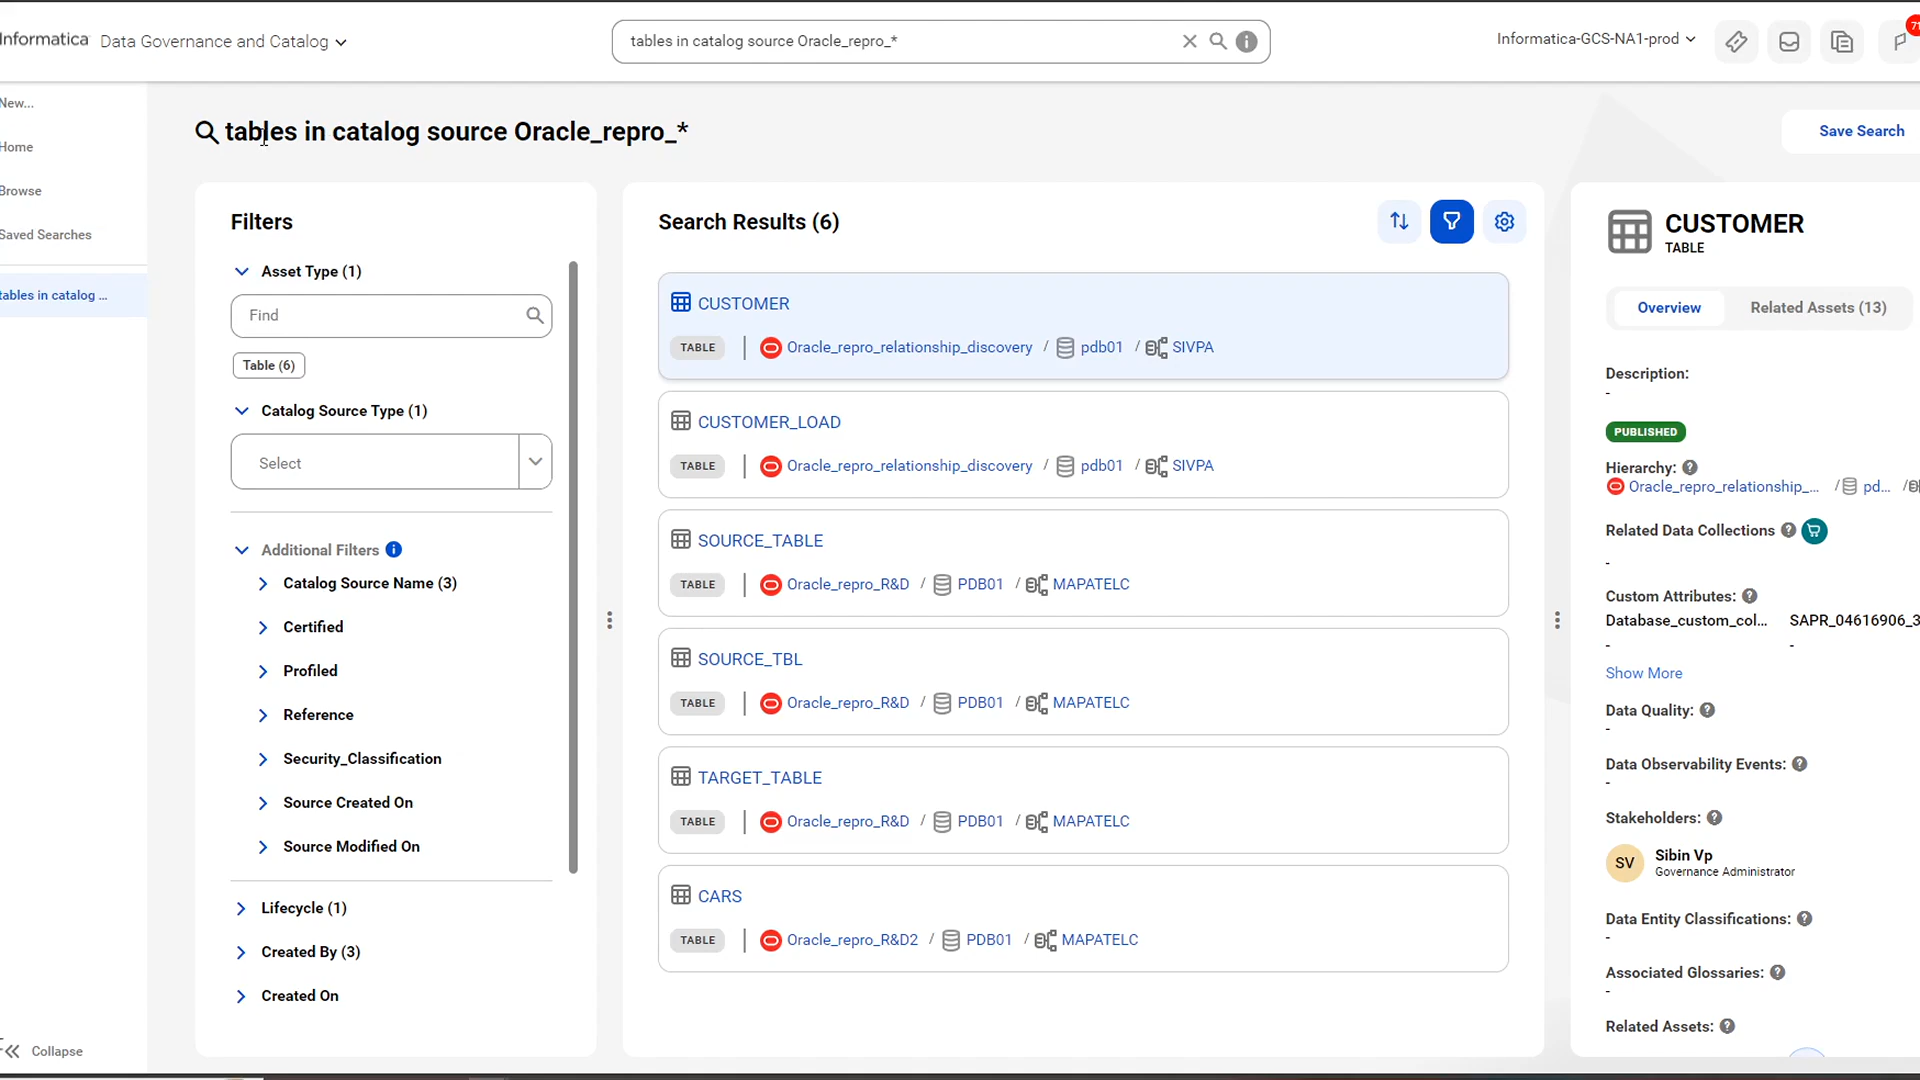 Informatica Data Governance and Catalog
tables in catalog source Oracle_repro_*
Informatica-GCS-NA1-prod
71
New...
Home
Browse
Saved Searches
tables in catalog ...
Collapse
tables in catalog source Oracle_repro_*
Save Search
Filters
Asset Type (1)
Find
Table (6)
Catalog Source Type (1)
Select
Additional Filters
Catalog Source Name (3)
Certified
Profiled
Reference
Security_Classification
Source Created On
Source Modified On
Lifecycle (1)
Created By (3)
Created On
Search Results (6)
CUSTOMER
TABLE | Oracle_repro_relationship_discovery / pdb01 / SIVPA
CUSTOMER_LOAD
TABLE | Oracle_repro_relationship_discovery / pdb01 / SIVPA
SOURCE_TABLE
TABLE | Oracle_repro_R&D / PDB01 / MAPATELC
SOURCE_TBL
TABLE | Oracle_repro_R&D / PDB01 / MAPATELC
TARGET_TABLE
TABLE | Oracle_repro_R&D / PDB01 / MAPATELC
CARS
TABLE | Oracle_repro_R&D2 / PDB01 / MAPATELC
CUSTOMER
TABLE
Overview Related Assets (13)
Description:
-
PUBLISHED
Hierarchy:
Oracle_repro_relationship_... / pd... /
Related Data Collections
-
Custom Attributes:
Database_custom_col... SAPR_04616906_3
- -
Show More
Data Quality:
-
Data Observability Events:
-
Stakeholders:
SV Sibin Vp
Governance Administrator
Data Entity Classifications:
-
Associated Glossaries:
-
Related Assets: